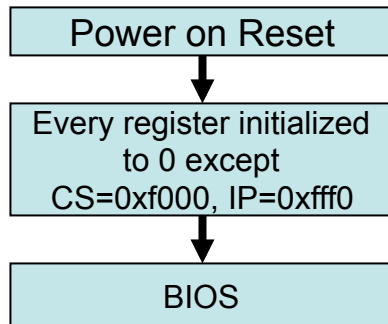 Power on Reset
Every register initialized
to 0 except
CS=0xf000, IP=0xfff0
BIOS